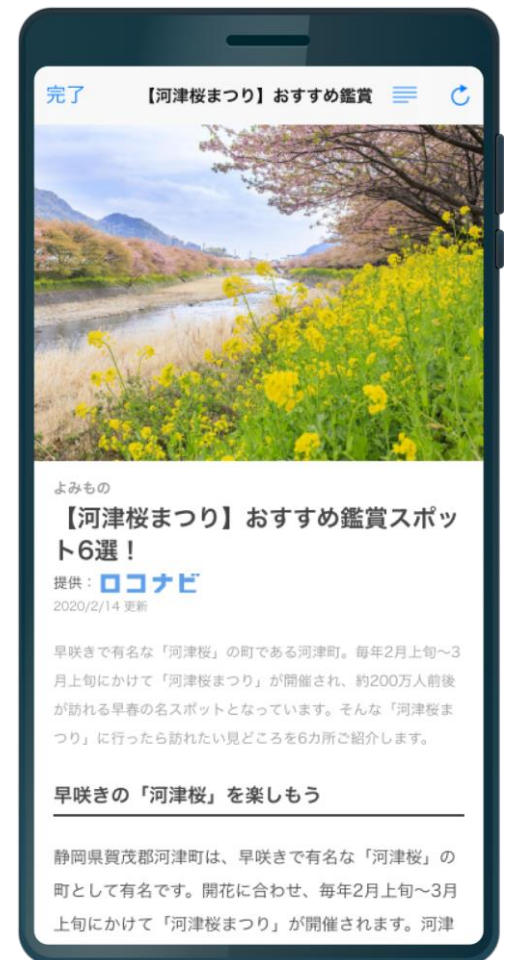 完了
【河津桜まつり】おすすめ鑑賞
よみもの
【河津桜まつり】おすすめ鑑賞スポッ
ト6選！
提供：ロコナビ
2020/2/14 更新
早咲きで有名な「河津桜」の町である河津町。毎年2月上旬〜3
月上旬にかけて「河津桜まつり」が開催され、約200万人前後
が訪れる早春の名スポットとなっています。そんな「河津桜ま
つり」に行ったら訪れたい見どころを6カ所ご紹介します。
早咲きの「河津桜」を楽しもう
静岡県賀茂郡河津町は、早咲きで有名な「河津桜」の
町として有名です。開花に合わせ、毎年2月上旬〜3月
上旬にかけて「河津桜まつり」が開催されます。河津